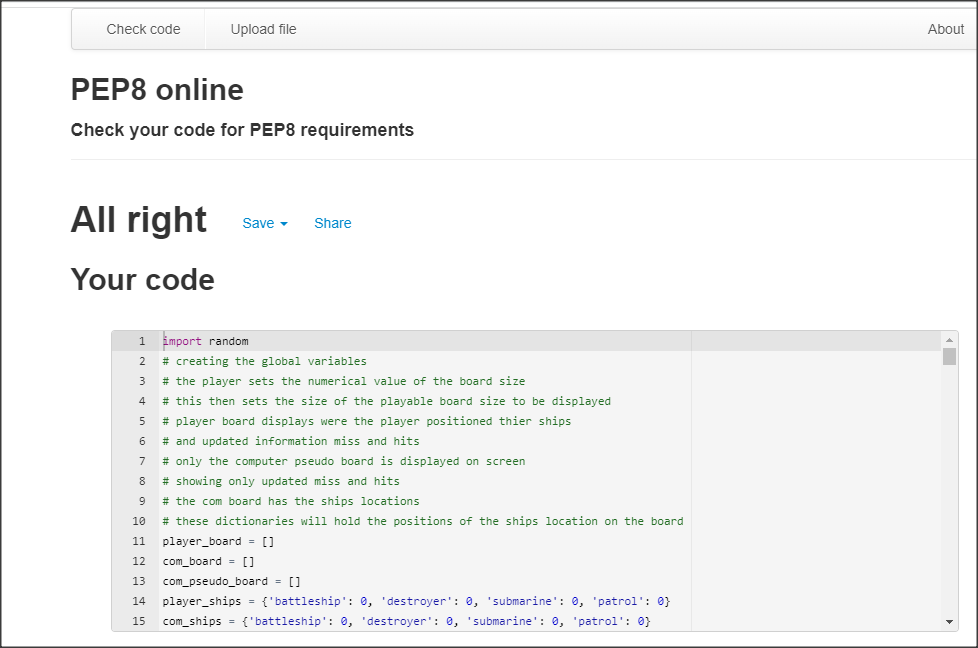 Check code Upload file About
PEP8 online
Check your code for PEP8 requirements
All right Save Share
Your code
1 import random
2 # creating the global variables
3 # the player sets the numerical value of the board size
4 # this then sets the size of the playable board size to be displayed
5 # player board displays were the player positioned thier ships
6 # and updated information miss and hits
7 # only the computer pseudo board is displayed on screen
8 # showing only updated miss and hits
9 # the com board has the ships locations
10 # these dictionaries will hold the positions of the ships location on the board
11 player_board = []
12 com_board = []
13 com_pseudo_board = []
14 player_ships = {'battleship': 0, 'destroyer': 0, 'submarine': 0, 'patrol': 0}
15 com_ships = {'battleship': 0, 'destroyer': 0, 'submarine': 0, 'patrol': 0}